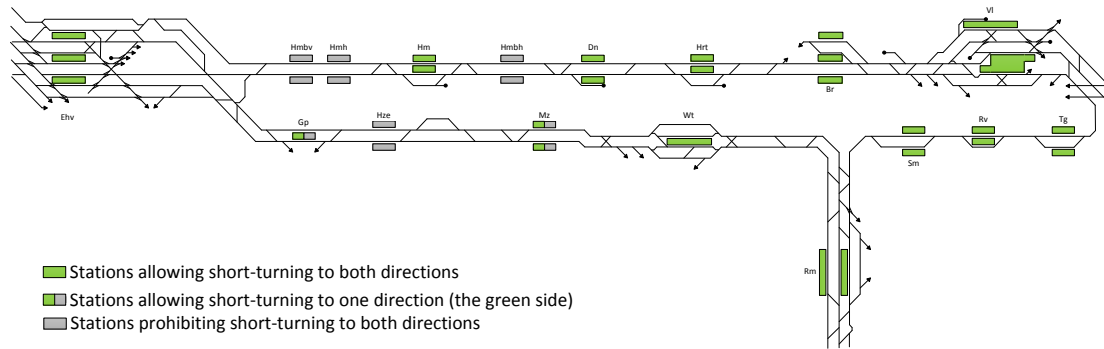 Vl
Hmbv Hmh Hm Hmbh Dn Hrt
Br
Ehv
Gp Hze Mz Wt Rv Tg
Sm
Rm
Stations allowing short-turning to both directions
Stations allowing short-turning to one direction (the green side)
Stations prohibiting short-turning to both directions